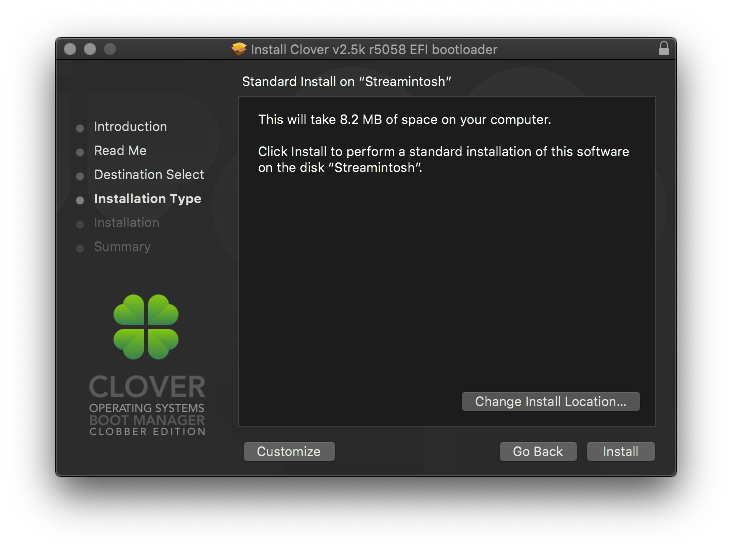 Install Clover v2.5k r5058 EFI bootloader
Standard Install on “Streamintosh”
Introduction
Read Me
Destination Select
Installation Type
Installation
Summary
This will take 8.2 MB of space on your computer.
Click Install to perform a standard installation of this software
on the disk “Streamintosh”.
CLOVER
OPERATING SYSTEMS
BOOT MANAGER
CLOBBER EDITION
Change Install Location...
Customize
Go Back
Install